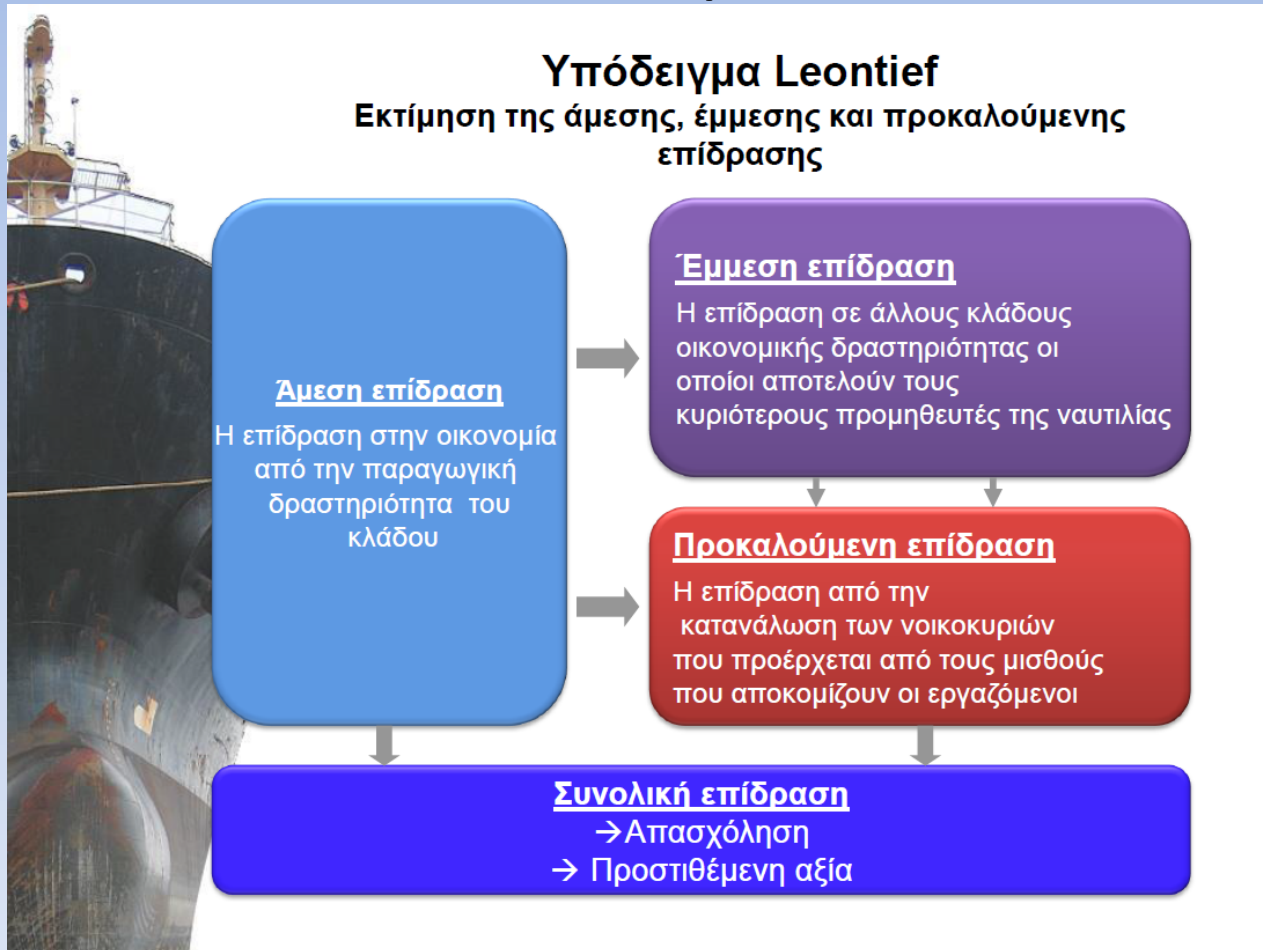 Υπόδειγμα Leontief
Εκτίμηση της άμεσης, έμμεσης και προκαλούμενης
επίδρασης
Άμεση επίδραση
Η επίδραση στην οικονομία
από την παραγωγική
δραστηριότητα του
κλάδου
Έμμεση επίδραση
Η επίδραση σε άλλους κλάδους
οικονομικής δραστηριότητας οι
οποίοι αποτελούν τους
κυριότερους προμηθευτές της ναυτιλίας
Προκαλούμενη επίδραση
Η επίδραση από την
κατανάλωση των νοικοκυριών
που προέρχεται από τους μισθούς
που αποκομίζουν οι εργαζόμενοι
Συνολική επίδραση
→Απασχόληση
→ Προστιθέμενη αξία